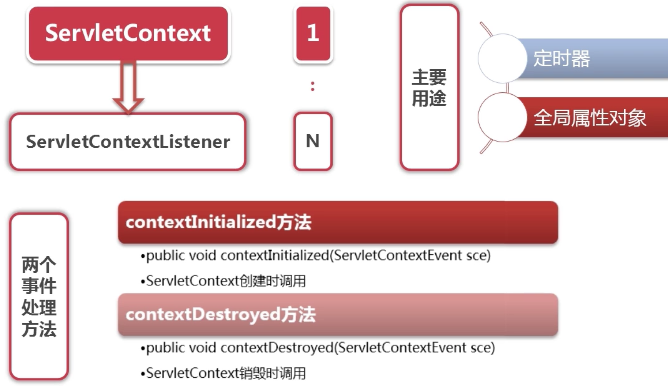 ServletContext
1
:
ServletContextListener
N
主要
用途
定时器
全局属性对象
两个
事件
处理
方法
contextInitialized方法
•public void contextInitialized(ServletContextEvent sce)
•ServletContext创建时调用
contextDestroyed方法
•public void contextDestroyed(ServletContextEvent sce)
•ServletContext销毁时调用